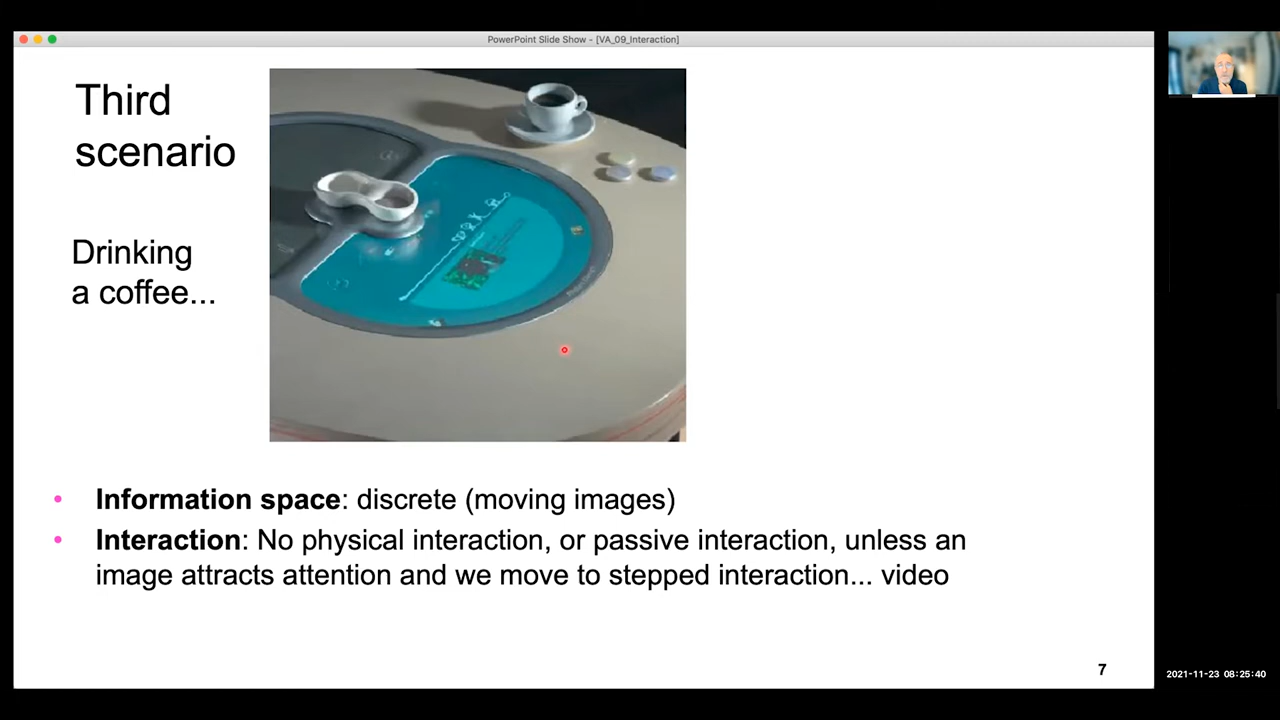 PowerPoint Slide Show - [VA_09_Interaction]
Third
scenario
Drinking
a coffee...
• Information space: discrete (moving images)
• Interaction: No physical interaction, or passive interaction, unless an
image attracts attention and we move to stepped interaction... video
7
2021-11-23 08:25:40